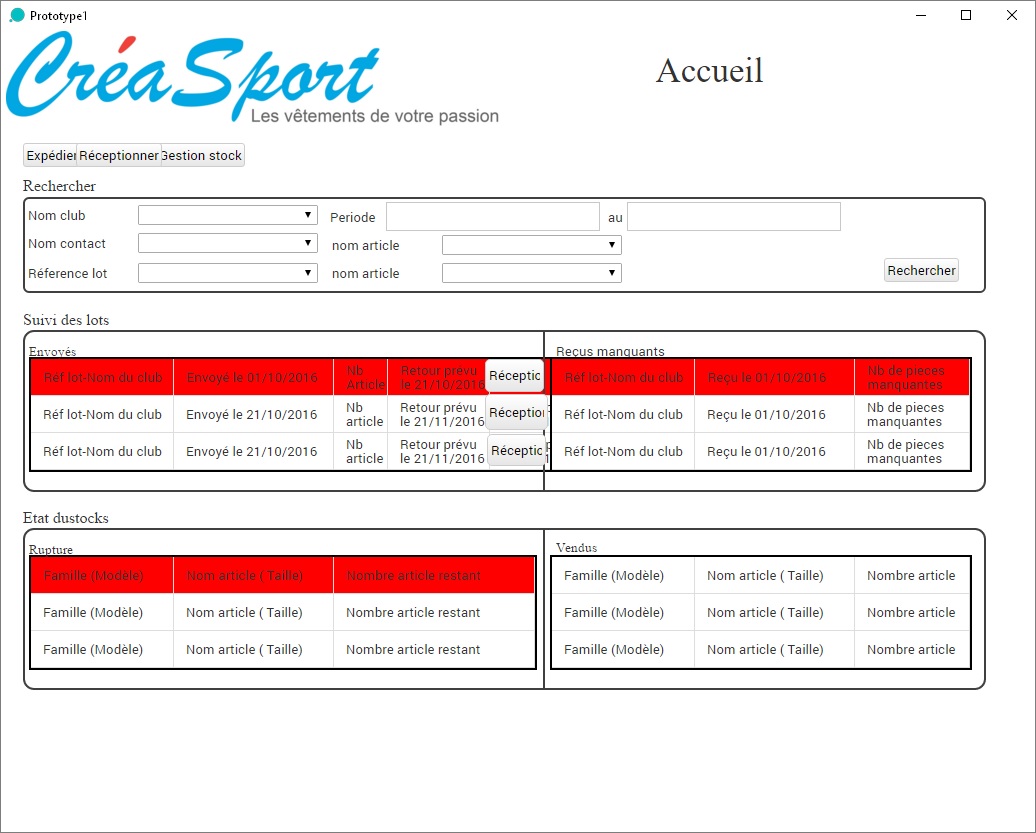 Prototype1
CréaSport
Les vêtements de votre passion
Accueil
Expédier Réceptionner Gestion stock
Rechercher
Nom club Periode au
Nom contact nom article
Réference lot nom article
Rechercher
Suivi des lots
Envoyés
Réf lot-Nom du club Envoyé le 01/10/2016 Nb Article Retour prévu le 21/10/2016 Réceptic
Réf lot-Nom du club Envoyé le 21/10/2016 Nb article Retour prévu le 21/11/2016 Réception
Réf lot-Nom du club Envoyé le 21/10/2016 Nb article Retour prévu le 21/11/2016 Réceptic
Reçus manquants
Réf lot-Nom du club Reçu le 01/10/2016 Nb de pieces manquantes
Réf lot-Nom du club Reçu le 01/10/2016 Nb de pieces manquantes
Réf lot-Nom du club Reçu le 01/10/2016 Nb de pieces manquantes
Etat dustocks
Rupture
Famille (Modèle) Nom article ( Taille) Nombre article restant
Famille (Modèle) Nom article ( Taille) Nombre article restant
Famille (Modèle) Nom article ( Taille) Nombre article restant
Vendus
Famille (Modèle) Nom article ( Taille) Nombre article
Famille (Modèle) Nom article ( Taille) Nombre article
Famille (Modèle) Nom article ( Taille) Nombre article